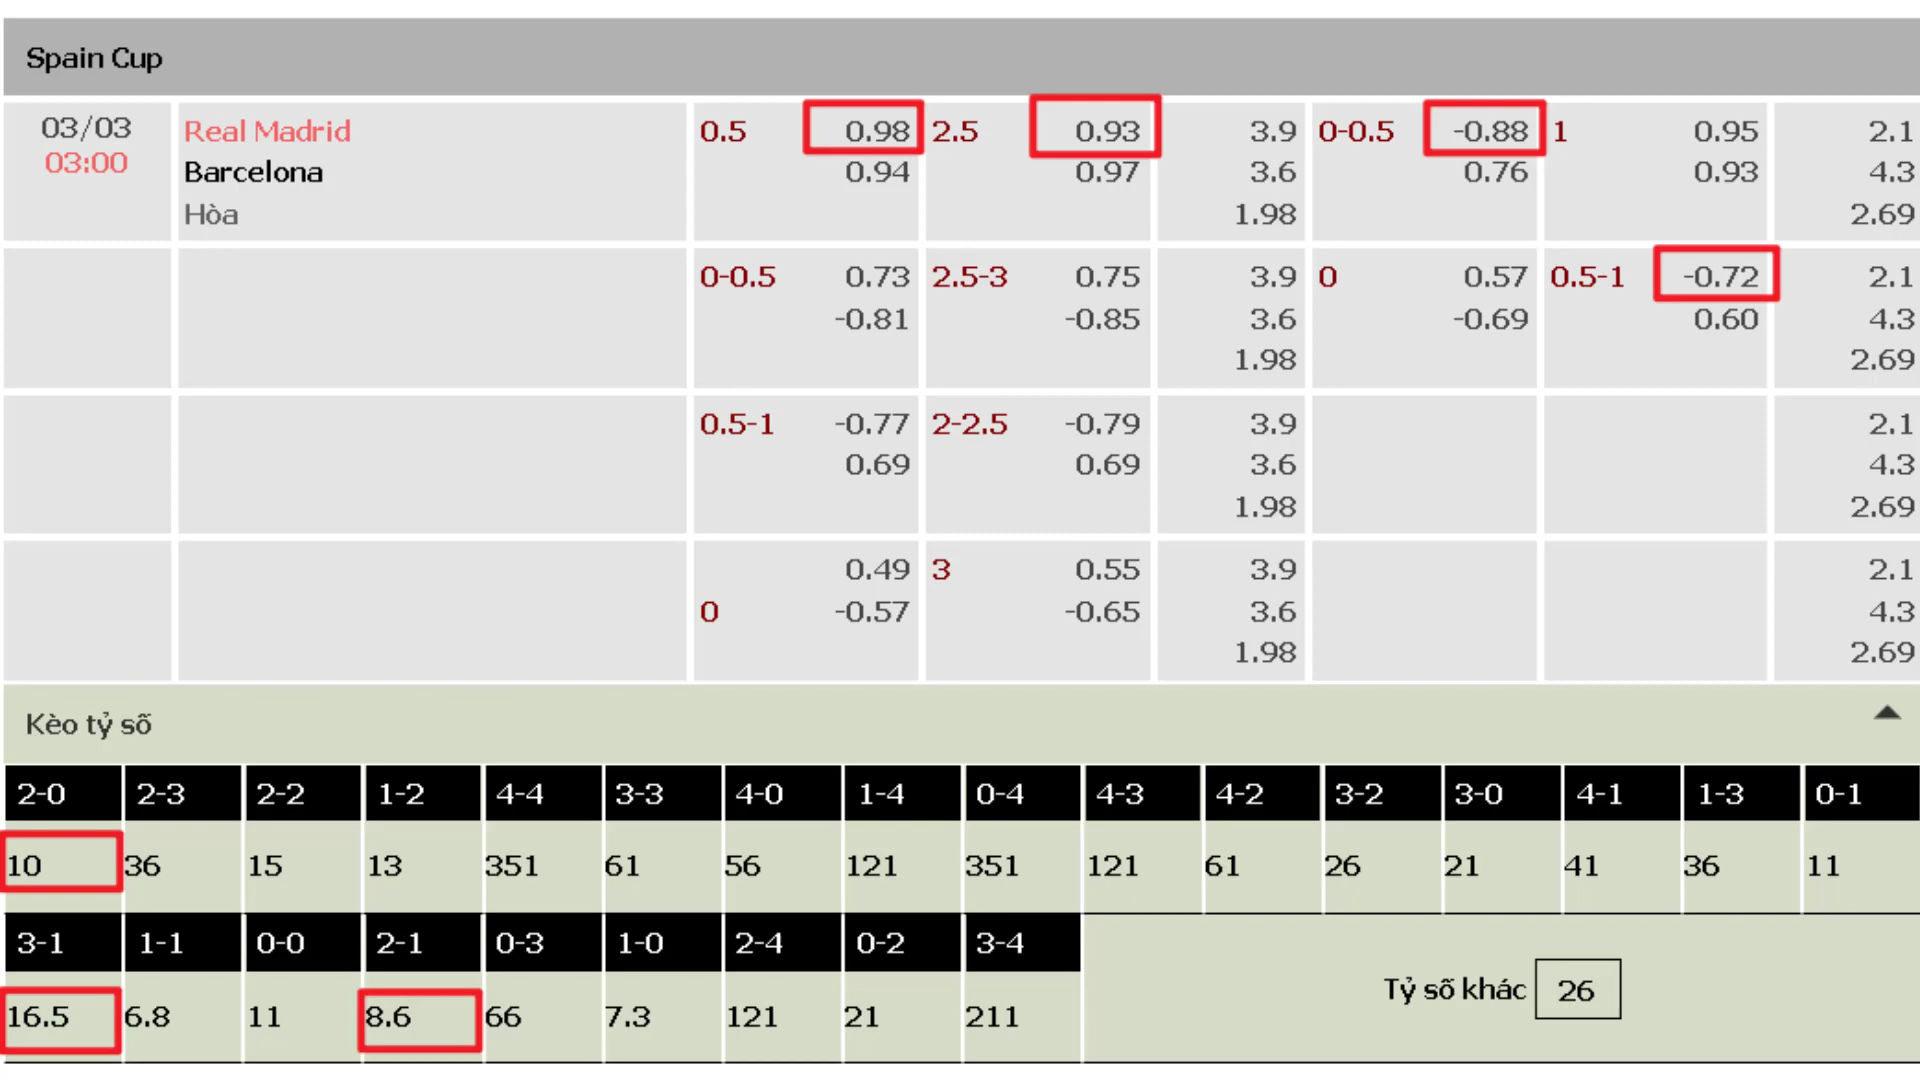 Spain Cup
03/03 Real Madrid 0.5 0.98 2.5 0.93 3.9 0-0.5 -0.88 1 0.95 2.1
03:00 Barcelona 0.94 0.97 3.6 0.76 0.93 4.3
Hòa 1.98 2.69
0-0.5 0.73 2.5-3 0.75 3.9 0 0.57 0.5-1 -0.72 2.1
-0.81 -0.85 3.6 -0.69 0.60 4.3
1.98 2.69
0.5-1 -0.77 2-2.5 -0.79 3.9 2.1
0.69 0.69 3.6 4.3
1.98 2.69
0.49 3 0.55 3.9 2.1
0 -0.57 -0.65 3.6 4.3
1.98 2.69
Kèo tỷ số
2-0 2-3 2-2 1-2 4-4 3-3 4-0 1-4 0-4 4-3 4-2 3-2 3-0 4-1 1-3 0-1
10 36 15 13 351 61 56 121 351 121 61 26 21 41 36 11
3-1 1-1 0-0 2-1 0-3 1-0 2-4 0-2 3-4
16.5 6.8 11 8.6 66 7.3 121 21 211
Tỷ số khác 26